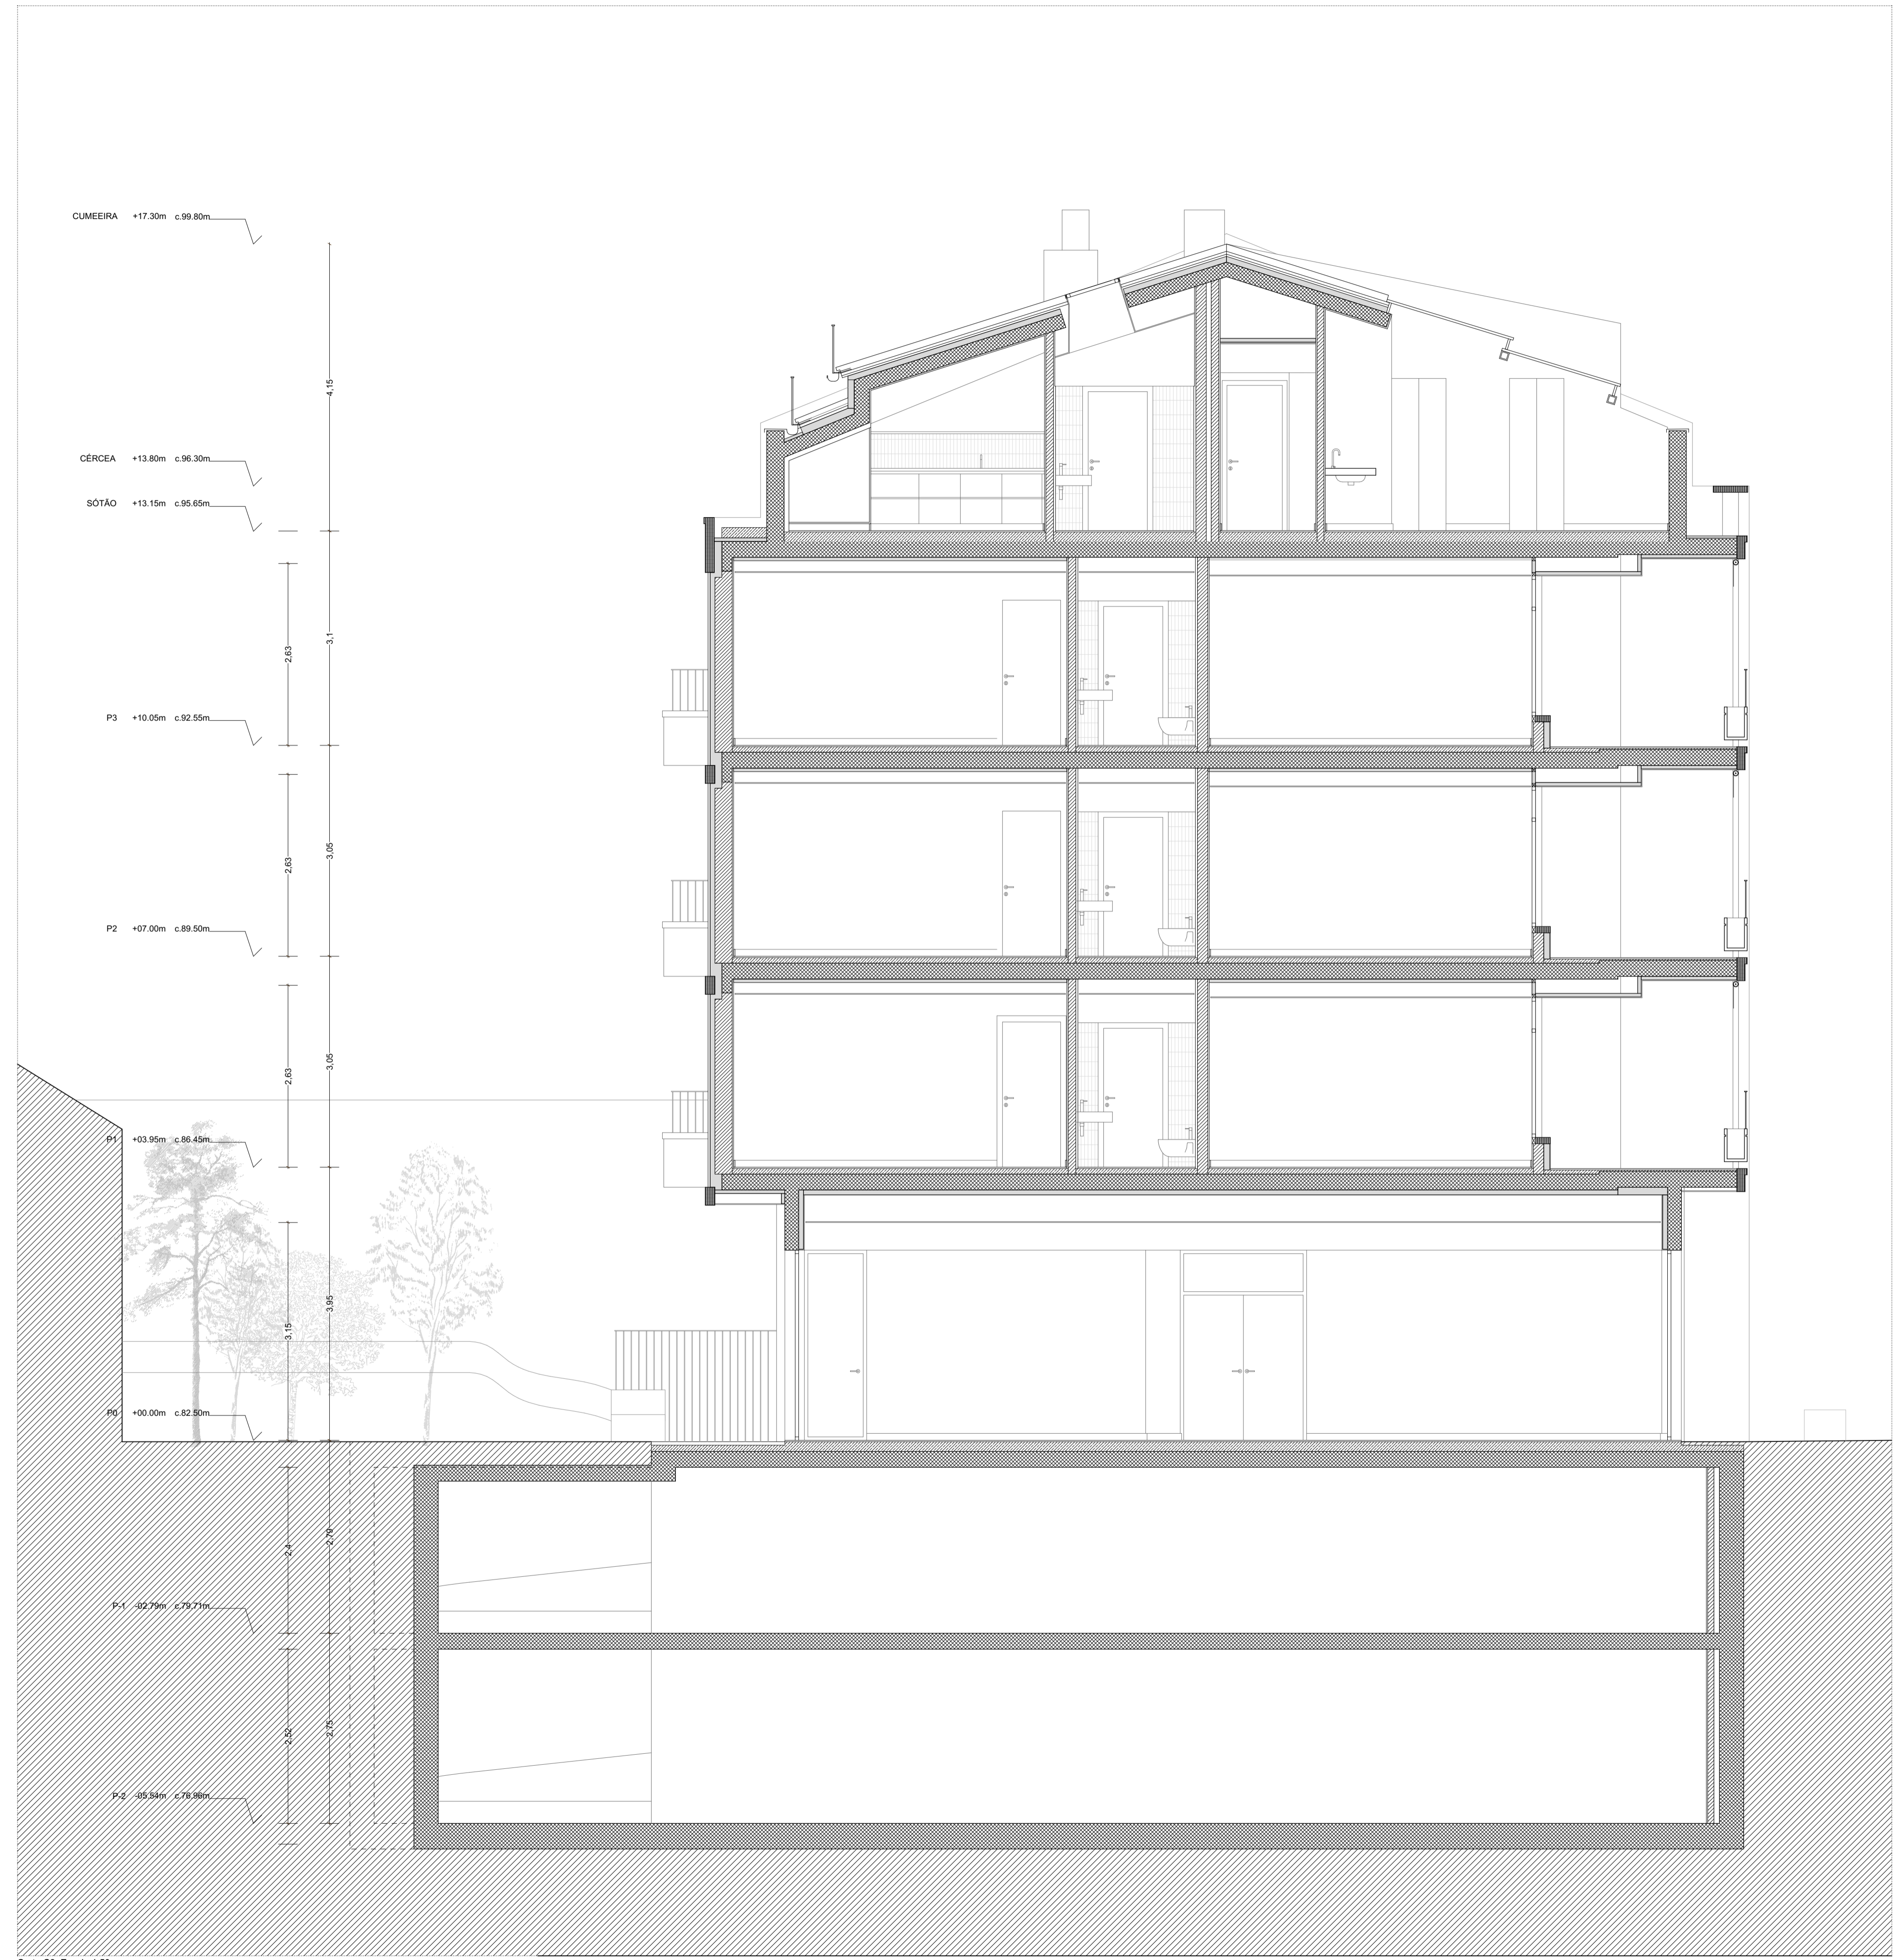 CUMEEIRA +17.30m c.99.80m
4,15
CÉRCEA +13.80m c.96.30m
SÓTÃO +13.15m c.95.65m
3,1
2,63
P3 +10.05m c.92.55m
3,05
2,63
P2 +07.00m c.89.50m
3,05
2,63
P1 +03.95m c.86.45m
3,95
3,15
P0 +00.00m c.82.50m
2,79
2,4
P-1 -02.79m c.79.71m
2,75
2,52
P-2 -05.54m c.76.96m